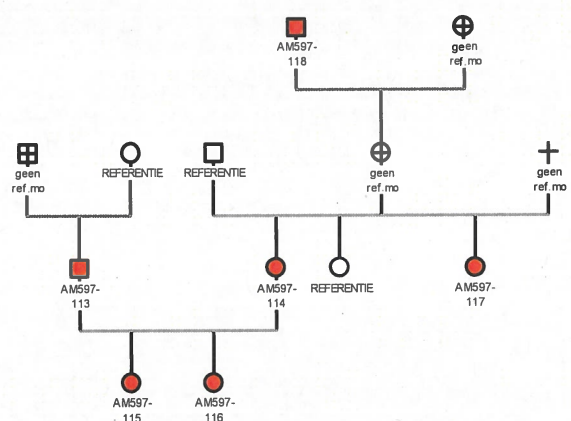 AM597-
118
geen
ref.mo
geen
ref.mo
REFERENTIE
REFERENTIE
geen
ref.mo
geen
ref.mo
AM597-
113
AM597-
114
REFERENTIE
AM597-
117
AM597-
115
AM597-
116